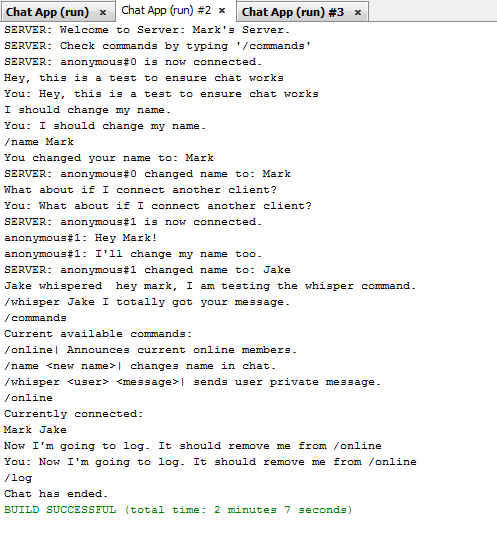 Chat App (run) × Chat App (run) #2 × Chat App (run) #3 ×
SERVER: Welcome to Server: Mark's Server.
SERVER: Check commands by typing '/commands'
SERVER: anonymous#0 is now connected.
Hey, this is a test to ensure chat works
You: Hey, this is a test to ensure chat works
I should change my name.
You: I should change my name.
/name Mark
You changed your name to: Mark
SERVER: anonymous#0 changed name to: Mark
What about if I connect another client?
You: What about if I connect another client?
SERVER: anonymous#1 is now connected.
anonymous#1: Hey Mark!
anonymous#1: I'll change my name too.
SERVER: anonymous#1 changed name to: Jake
Jake whispered  hey mark, I am testing the whisper command.
/whisper Jake I totally got your message.
/commands
Current available commands:
/online| Announces current online members.
/name <new name>| changes name in chat.
/whisper <user> <message>| sends user private message.
/online
Currently connected:
Mark Jake
Now I'm going to log. It should remove me from /online
You: Now I'm going to log. It should remove me from /online
/log
Chat has ended.
BUILD SUCCESSFUL (total time: 2 minutes 7 seconds)